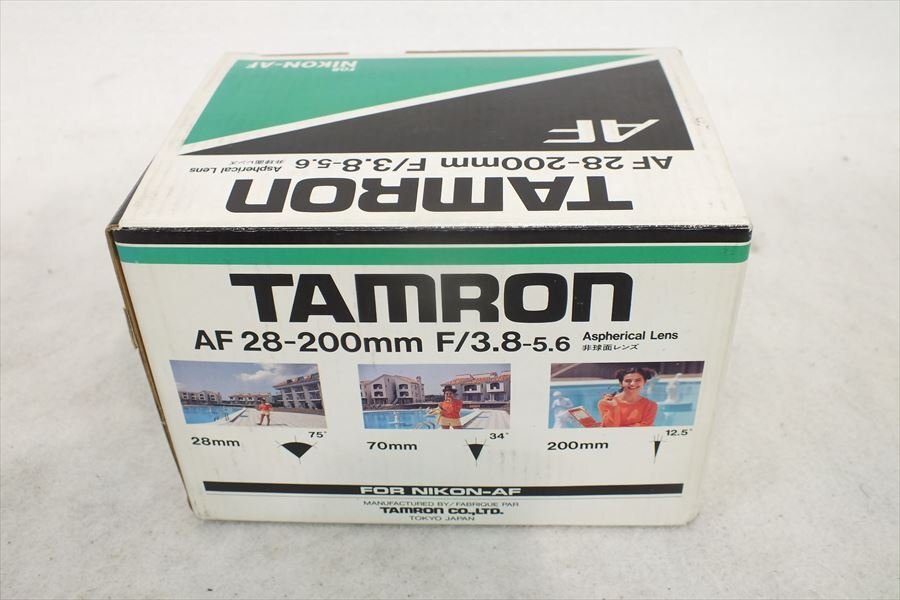 FOR
NIKON-AF
AF
AF 28-200mm F/3.8-5.6
Aspherical Lens
非球面レンズ
TAMRON
TAMRON
AF 28-200mm F/3.8-5.6
Aspherical Lens
非球面レンズ
28mm 75°
70mm 34°
200mm 12.5°
FOR NIKON-AF
MANUFACTURED BY/FABRIQUE PAR
TAMRON CO.,LTD.
TOKYO JAPAN